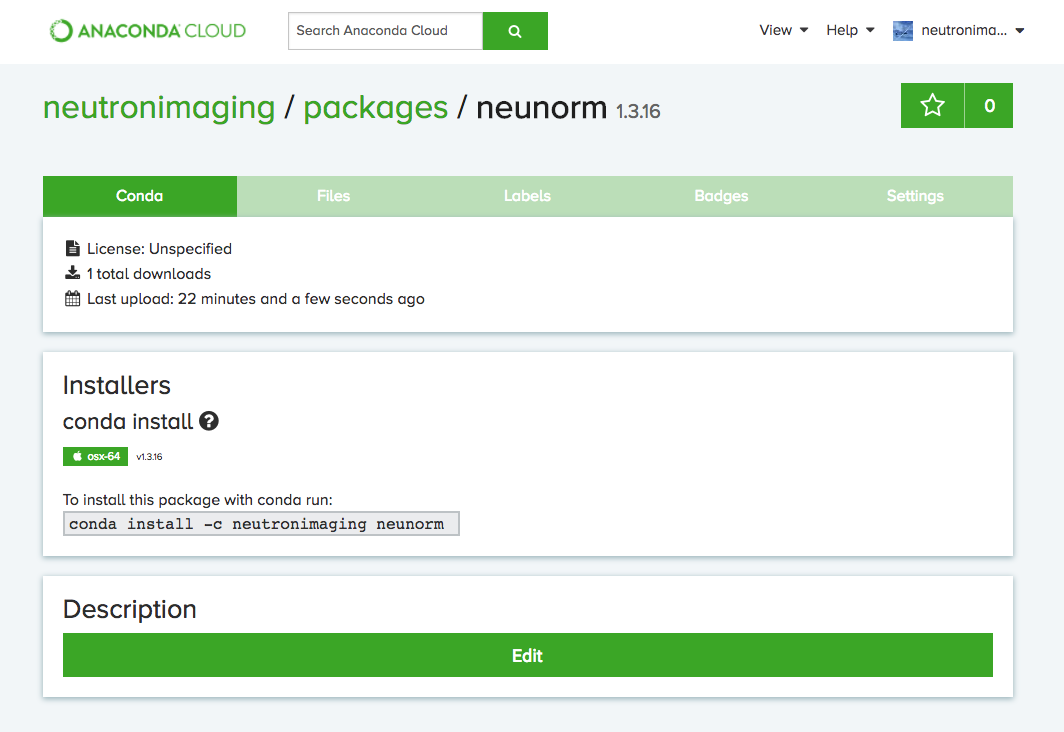 ANACONDA CLOUD
Search Anaconda Cloud
View Help neutronima...
neutronimaging / packages / neunorm 1.3.16
0
Conda Files Labels Badges Settings
License: Unspecified
1 total downloads
Last upload: 22 minutes and a few seconds ago
Installers
conda install ?
osx-64 v1.3.16
To install this package with conda run:
conda install -c neutronimaging neunorm
Description
Edit